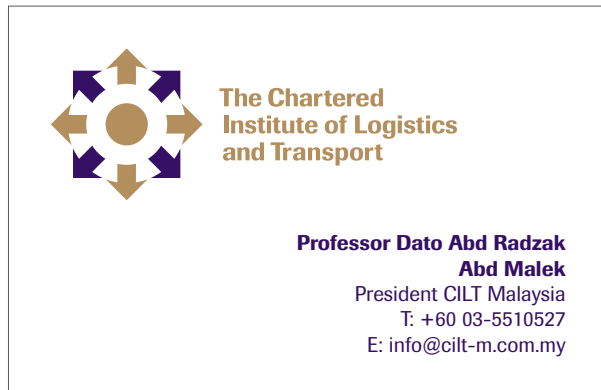 The Chartered
Institute of Logistics
and Transport
Professor Dato Abd Radzak
Abd Malek
President CILT Malaysia
T: +60 03-5510527
E: info@cilt-m.com.my